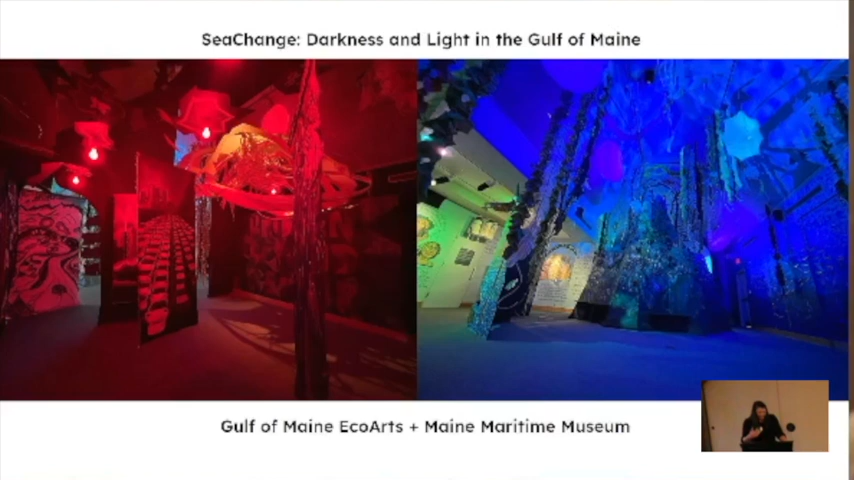 SeaChange: Darkness and Light in the Gulf of Maine
Gulf of Maine EcoArts + Maine Maritime Museum